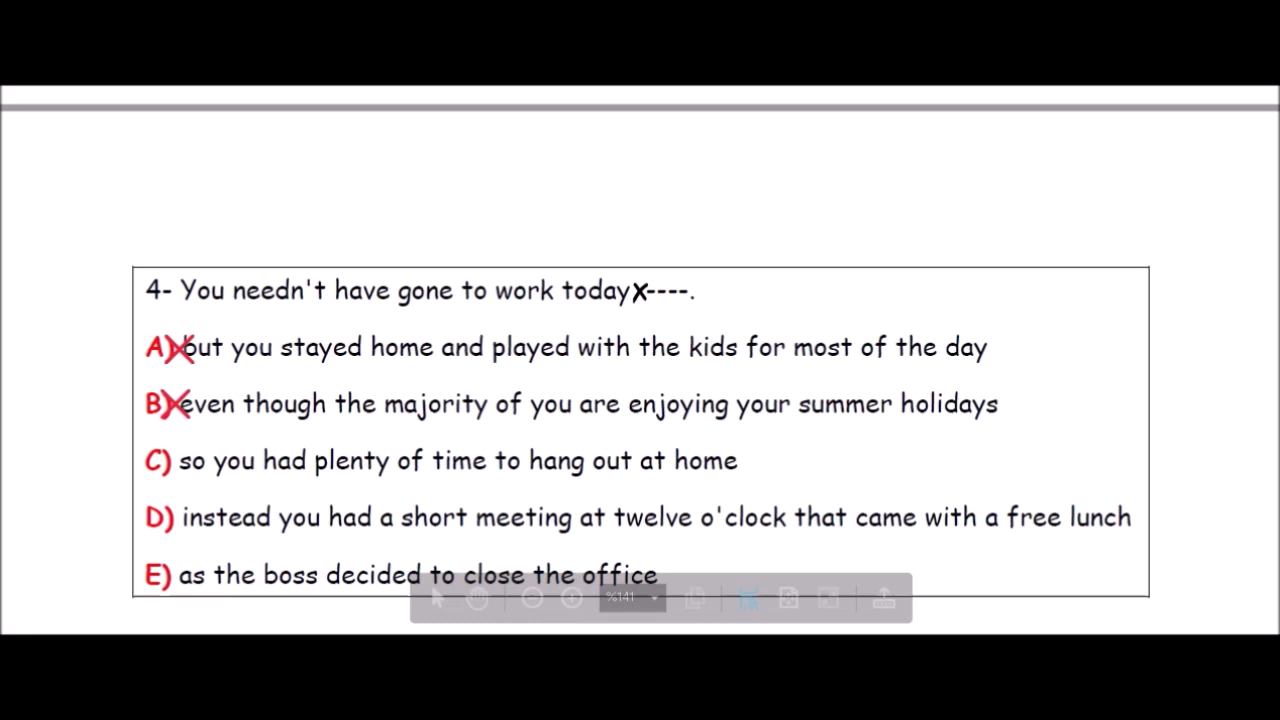 4- You needn't have gone to work today x----.
A) but you stayed home and played with the kids for most of the day
B) even though the majority of you are enjoying your summer holidays
C) so you had plenty of time to hang out at home
D) instead you had a short meeting at twelve o'clock that came with a free lunch
E) as the boss decided to close the office
%141